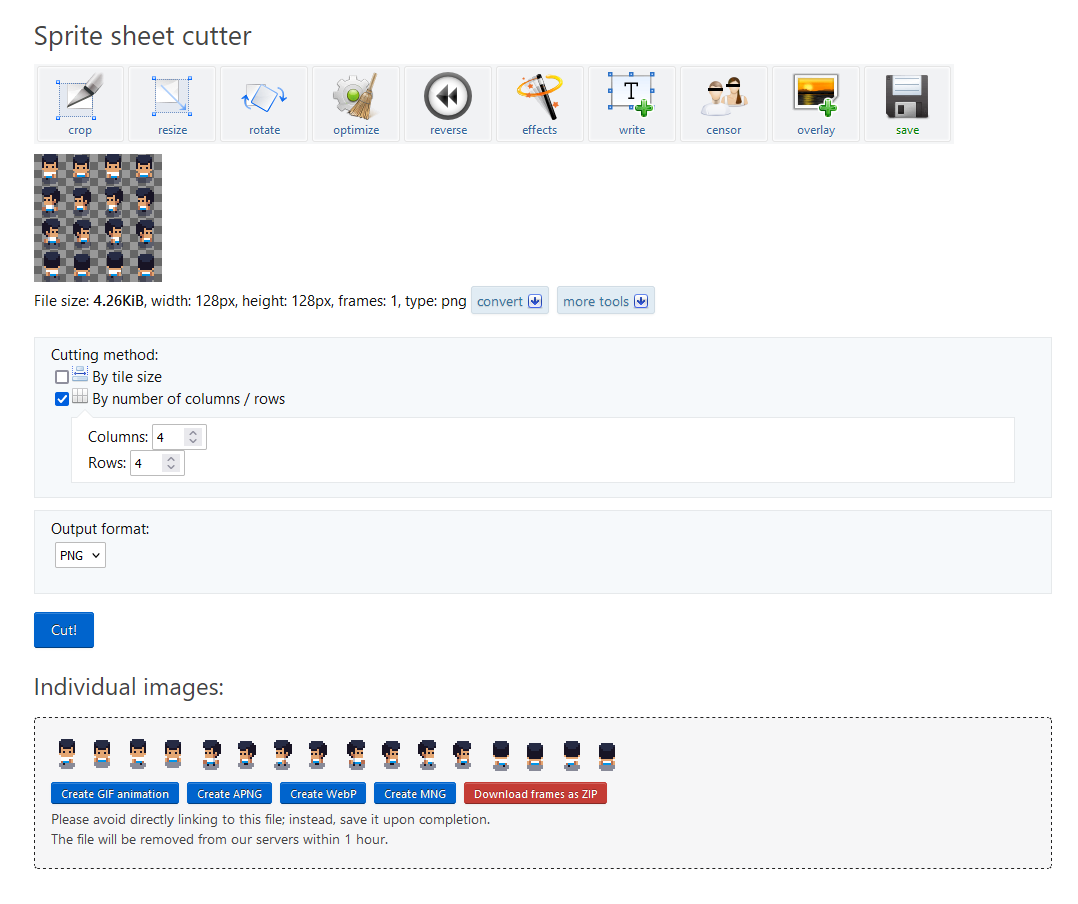 Sprite sheet cutter
crop resize rotate optimize reverse effects write censor overlay save
T
File size: 4.26KiB, width: 128px, height: 128px, frames: 1, type: png convert more tools
Cutting method:
By tile size
By number of columns / rows
Columns: 4
Rows: 4
Output format:
PNG
Cut!
Individual images:
Create GIF animation Create APNG Create WebP Create MNG Download frames as ZIP
Please avoid directly linking to this file; instead, save it upon completion.
The file will be removed from our servers within 1 hour.